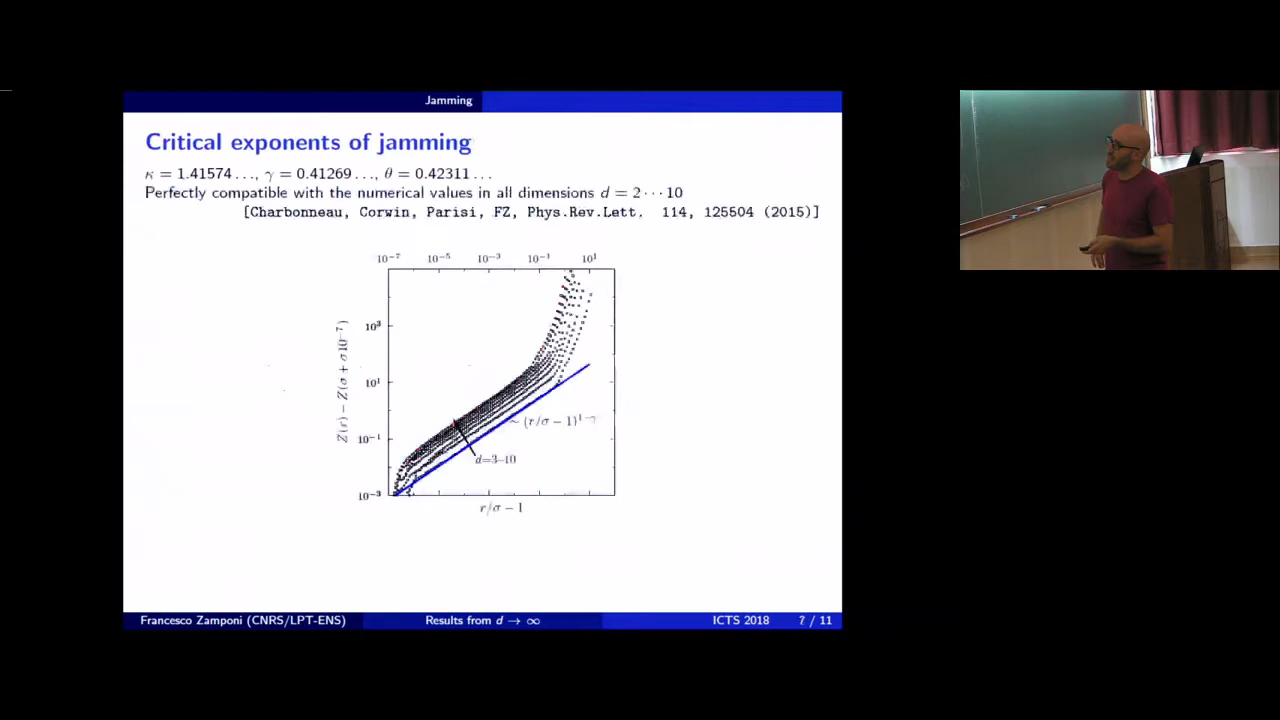 Jamming
Critical exponents of jamming
κ = 1.41574 . . ., γ = 0.41269 . . ., θ = 0.42311 . . .
Perfectly compatible with the numerical values in all dimensions d = 2 · · · 10
[Charbonneau, Corwin, Parisi, FZ, Phys.Rev.Lett. 114, 125504 (2015)]
10⁻⁷ 10⁻⁵ 10⁻³ 10⁻¹ 10¹
10³
10¹
10⁻¹
10⁻³
Z(r) − Z(σ + σ10⁻⁷)
∼ (r/σ − 1)¹⁻ᵞ
d=3–10
r/σ − 1
Francesco Zamponi (CNRS/LPT-ENS) Results from d → ∞ ICTS 2018 / 11